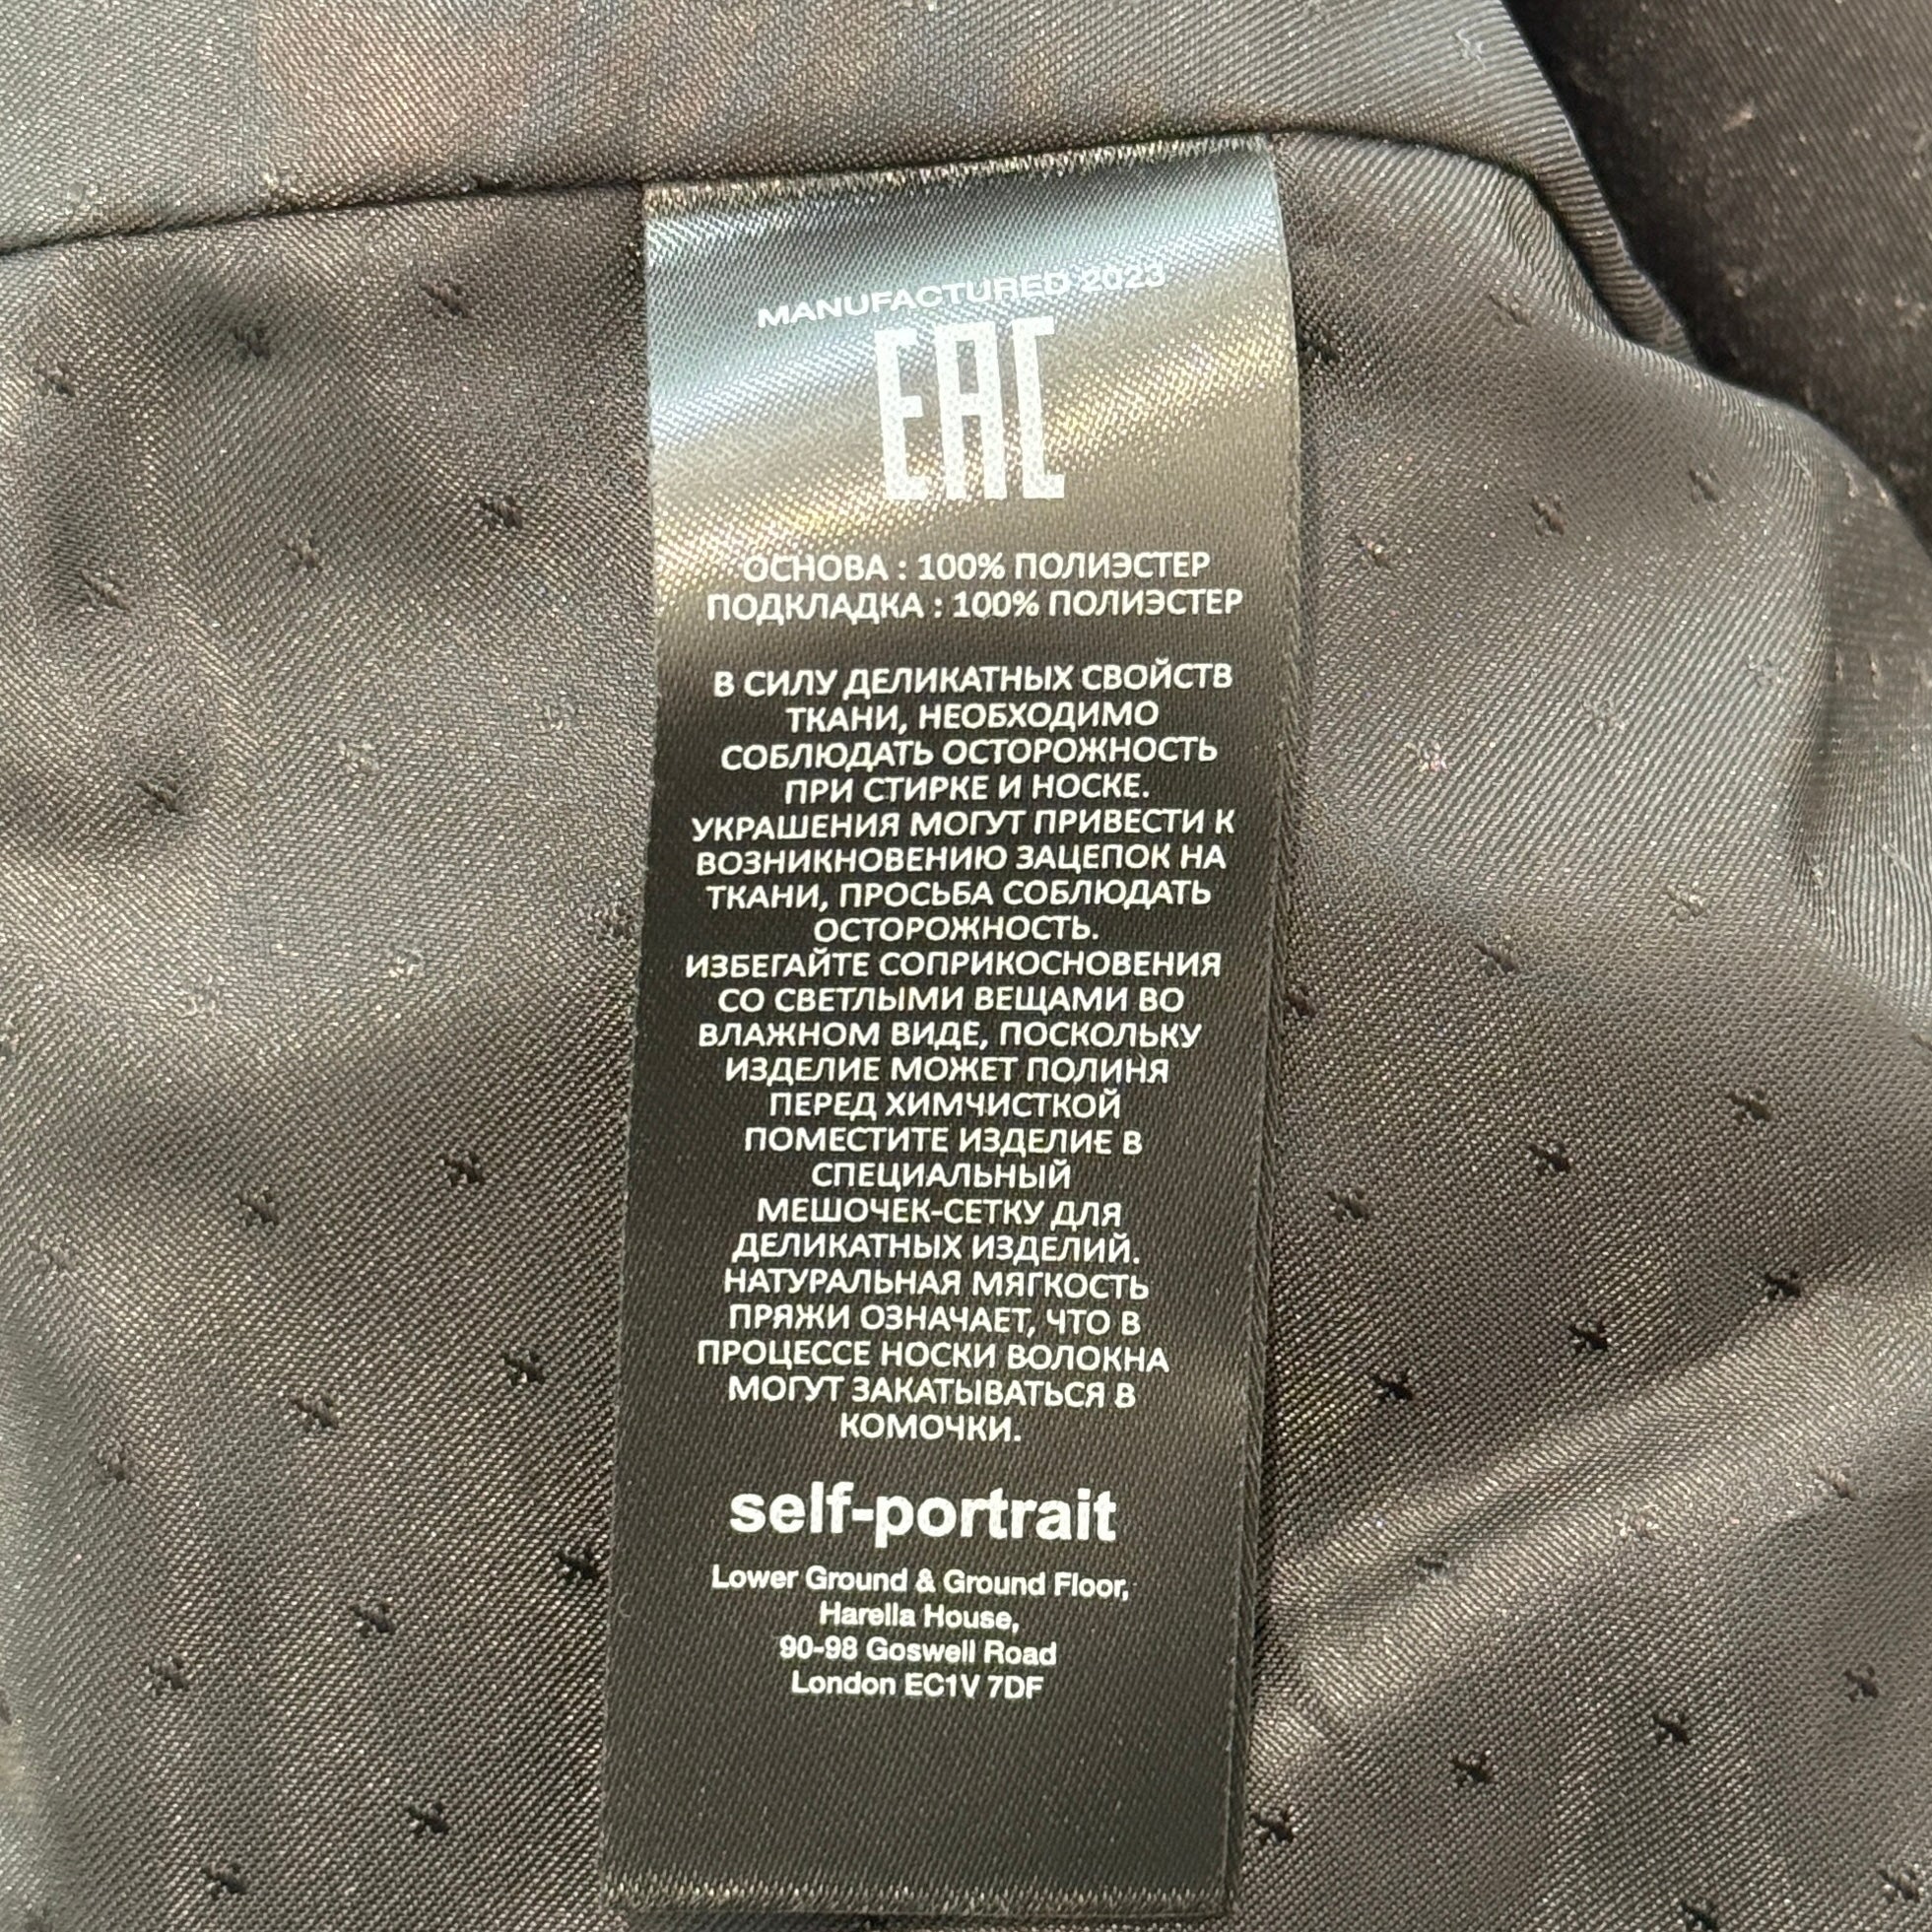 MANUFACTURED 2023
EAC
ОСНОВА : 100% ПОЛИЭСТЕР
ПОДКЛАДКА : 100% ПОЛИЭСТЕР
В СИЛУ ДЕЛИКАТНЫХ СВОЙСТВ
ТКАНИ, НЕОБХОДИМО
СОБЛЮДАТЬ ОСТОРОЖНОСТЬ
ПРИ СТИРКЕ И НОСКЕ.
УКРАШЕНИЯ МОГУТ ПРИВЕСТИ К
ВОЗНИКНОВЕНИЮ ЗАЦЕПОК НА
ТКАНИ, ПРОСЬБА СОБЛЮДАТЬ
ОСТОРОЖНОСТЬ.
ИЗБЕГАЙТЕ СОПРИКОСНОВЕНИЯ
СО СВЕТЛЫМИ ВЕЩАМИ ВО
ВЛАЖНОМ ВИДЕ, ПОСКОЛЬКУ
ИЗДЕЛИЕ МОЖЕТ ПОЛИНЯ
ПЕРЕД ХИМЧИСТКОЙ
ПОМЕСТИТЕ ИЗДЕЛИЕ В
СПЕЦИАЛЬНЫЙ
МЕШОЧЕК-СЕТКУ ДЛЯ
ДЕЛИКАТНЫХ ИЗДЕЛИЙ.
НАТУРАЛЬНАЯ МЯГКОСТЬ
ПРЯЖИ ОЗНАЧАЕТ, ЧТО В
ПРОЦЕССЕ НОСКИ ВОЛОКНА
МОГУТ ЗАКАТЫВАТЬСЯ В
КОМОЧКИ.
self-portrait
Lower Ground & Ground Floor,
Harella House,
90-98 Goswell Road
London EC1V 7DF